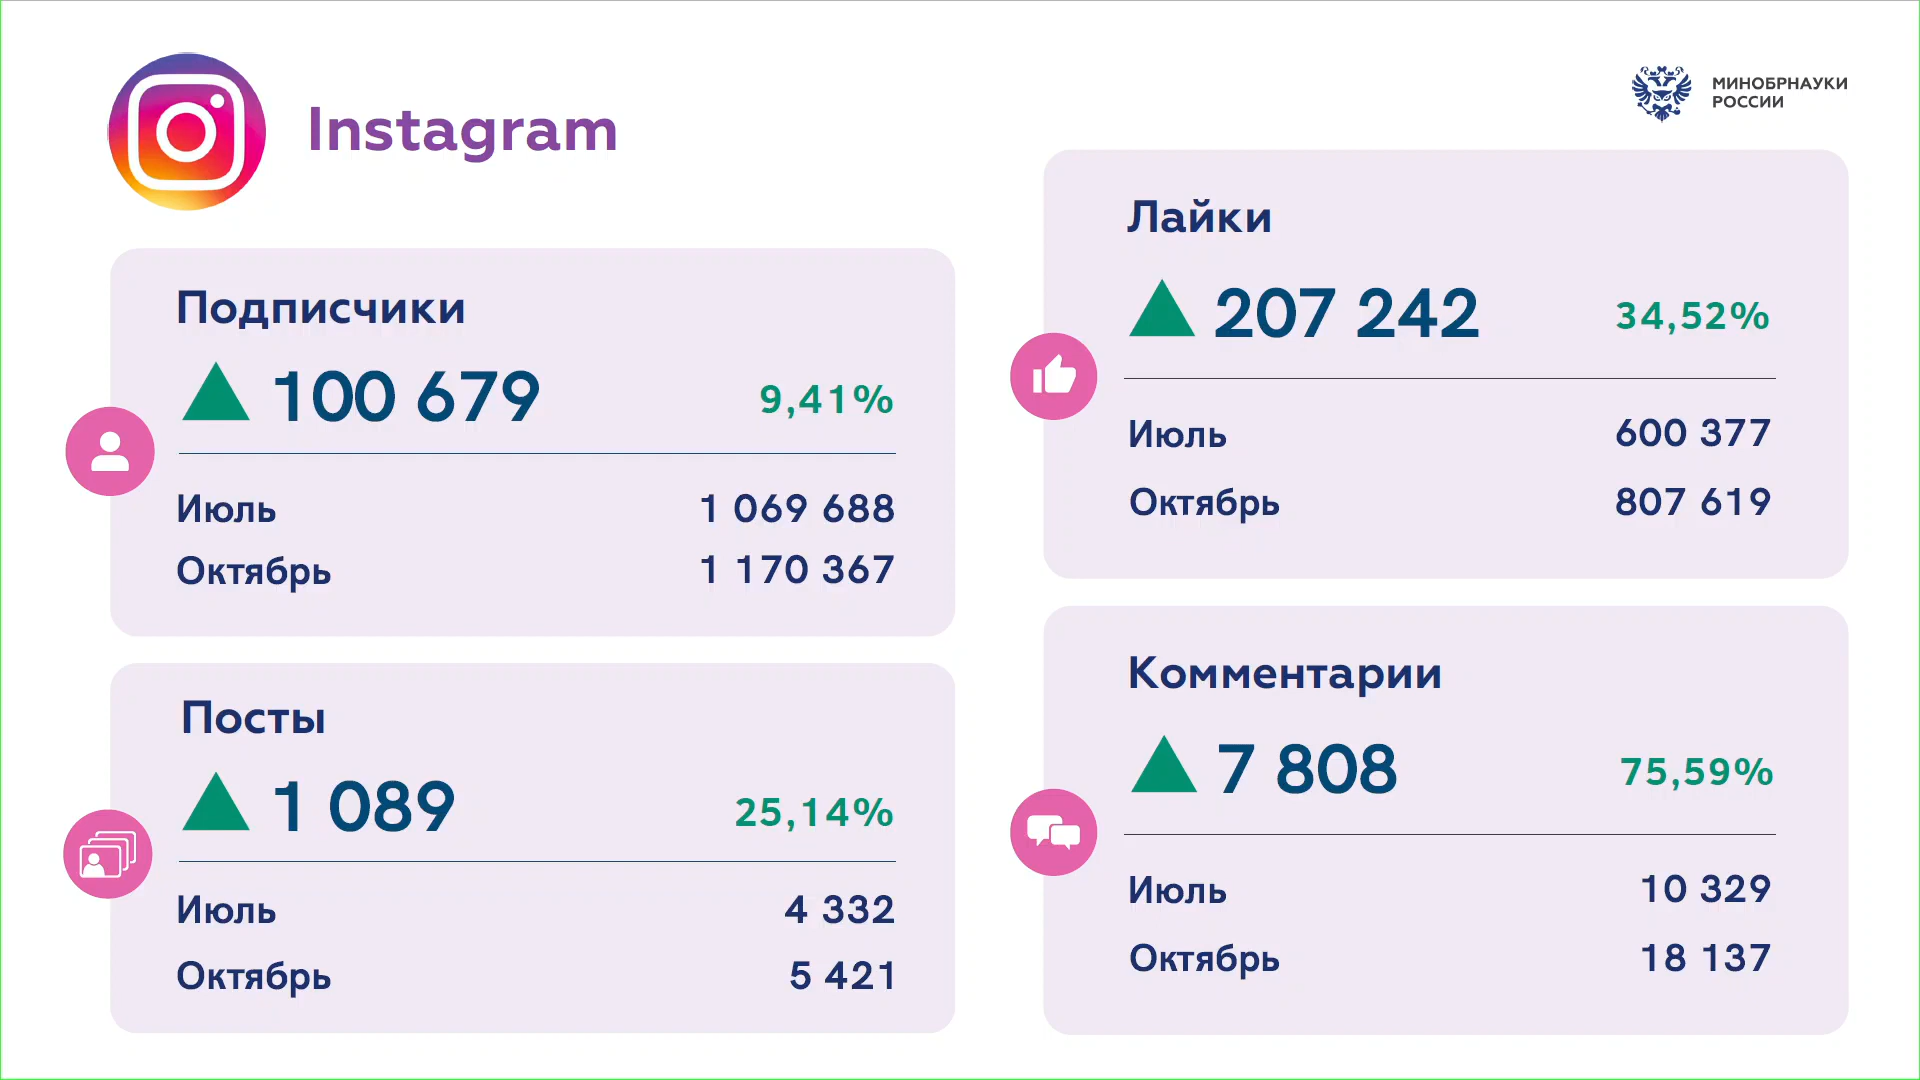 Instagram
МИНОБРНАУКИ
РОССИИ
Подписчики
100 679 9,41%
Июль 1 069 688
Октябрь 1 170 367
Посты
1 089 25,14%
Июль 4 332
Октябрь 5 421
Лайки
207 242 34,52%
Июль 600 377
Октябрь 807 619
Комментарии
7 808 75,59%
Июль 10 329
Октябрь 18 137